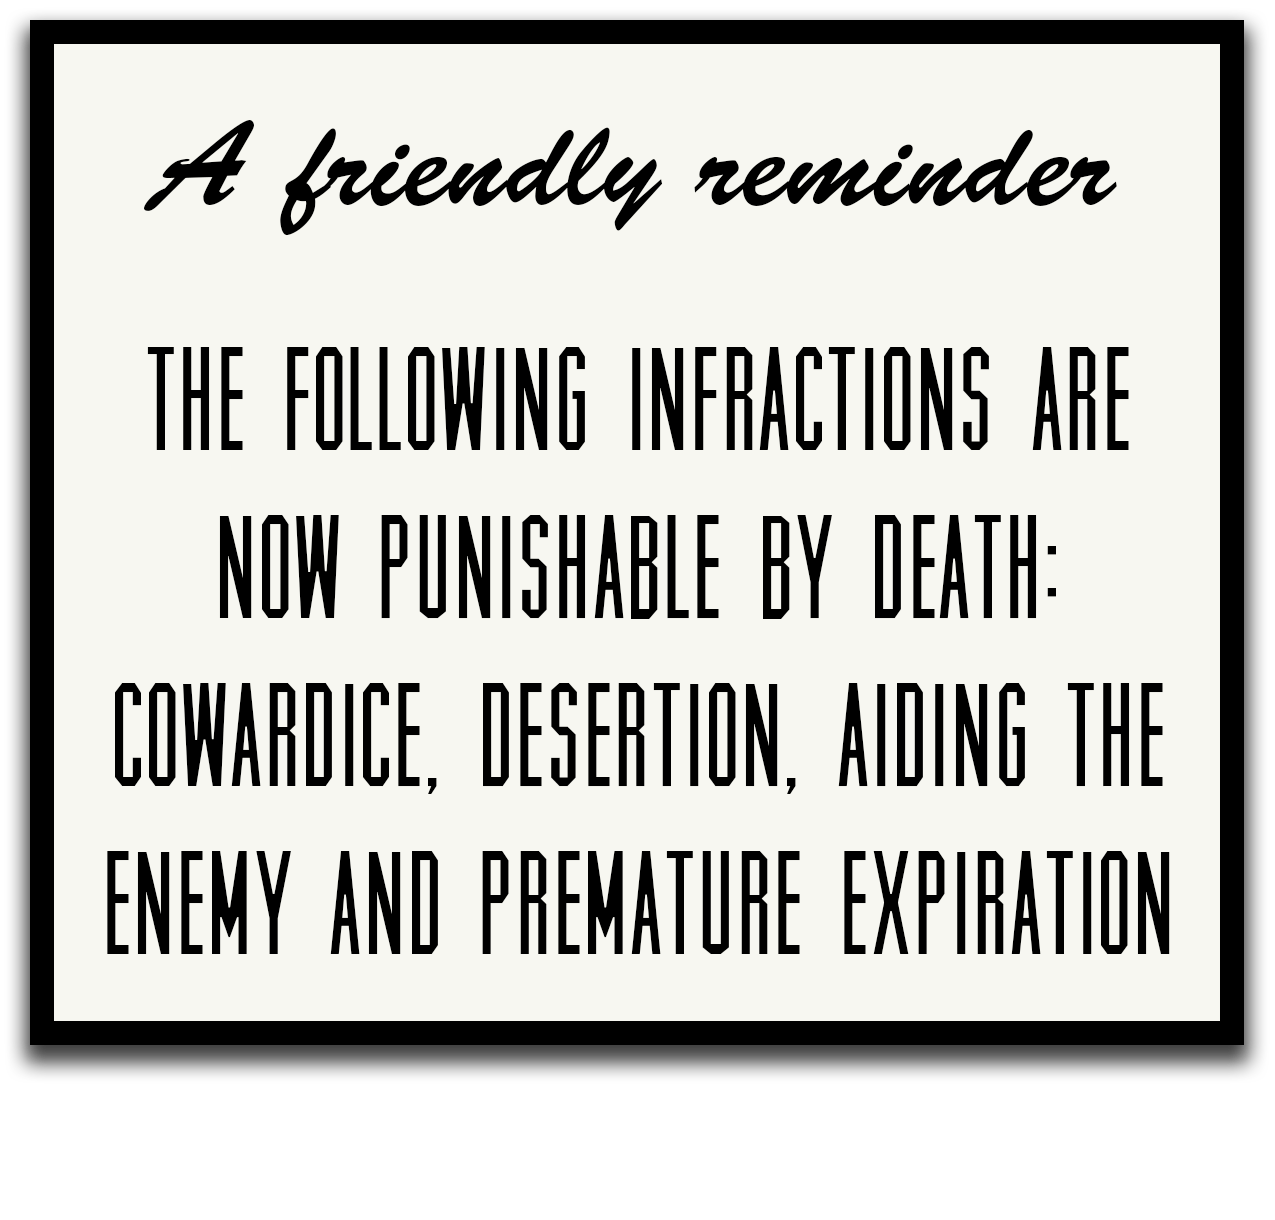 A friendly reminder
THE FOLLOWING INFRACTIONS ARE
NOW PUNISHABLE BY DEATH:
COWARDICE, DESERTION, AIDING THE
ENEMY AND PREMATURE EXPIRATION